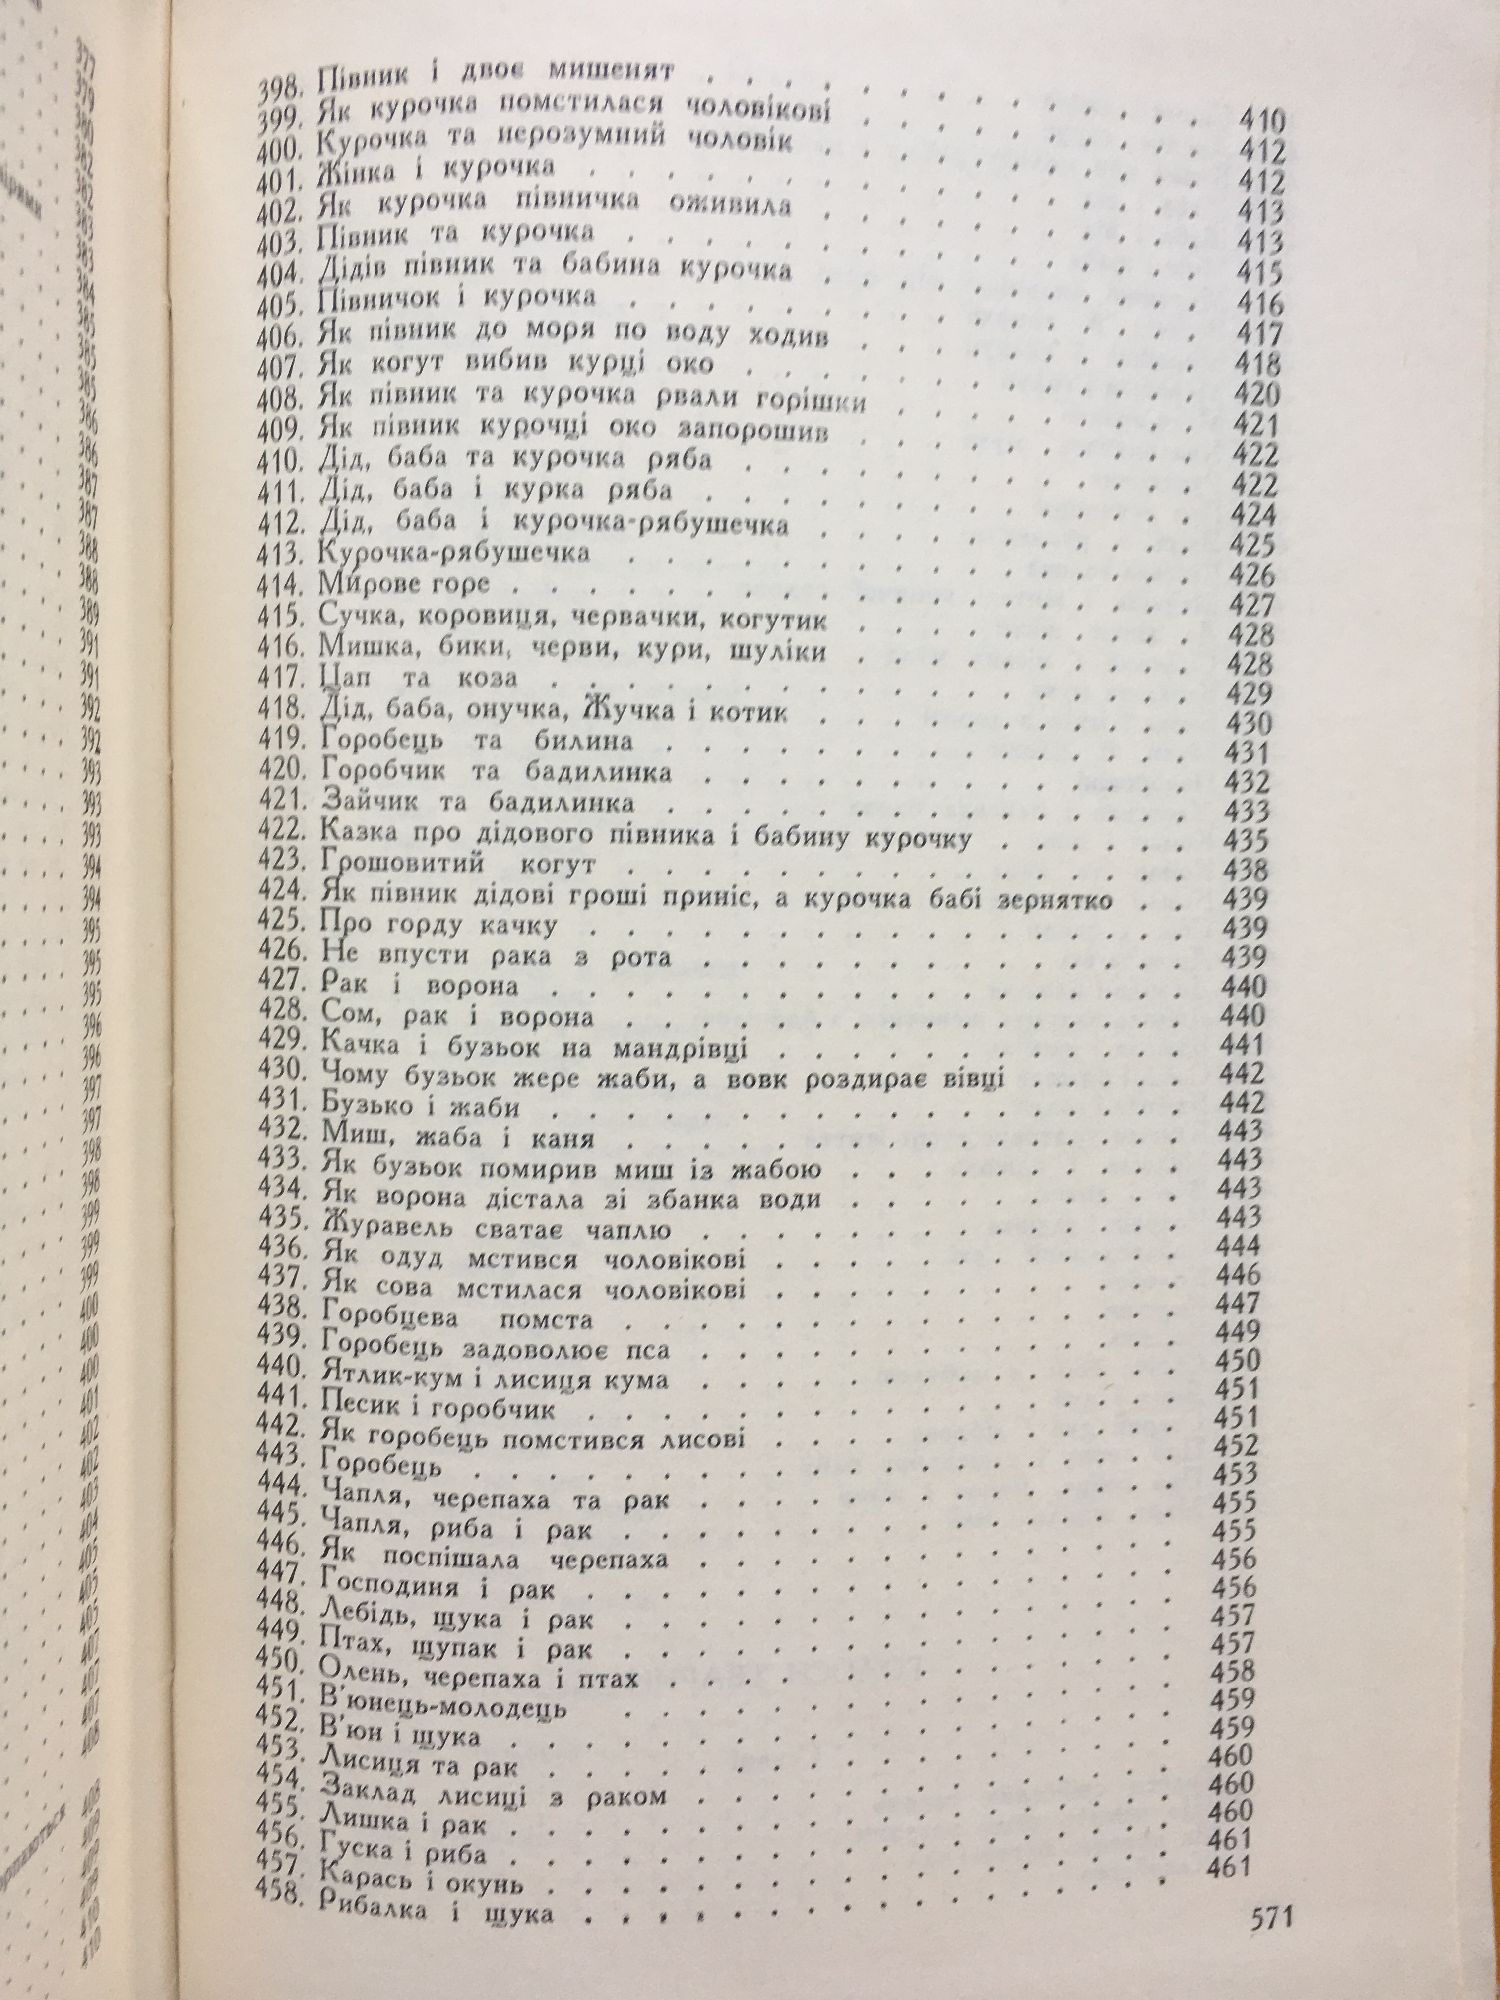 398. Півник і двоє мишенят . . . . . . . . . . . . . 410
399. Як курочка помстилася чоловікові . . . . . . . . . 412
400. Курочка та нерозумний чоловік . . . . . . . . . . 412
401. Жінка і курочка . . . . . . . . . . . . . . . . 413
402. Як курочка півничка оживила . . . . . . . . . . 413
403. Півник та курочка . . . . . . . . . . . . . . . 415
404. Дідів півник та бабина курочка . . . . . . . . . . 416
405. Півничок і курочка . . . . . . . . . . . . . . . 417
406. Як півник до моря по воду ходив . . . . . . . . . 418
407. Як когут вибив курці око . . . . . . . . . . . . 420
408. Як півник та курочка рвали горішки . . . . . . . . 421
409. Як півник курочці око запорошив . . . . . . . . . 422
410. Дід, баба та курочка ряба . . . . . . . . . . . . 422
411. Дід, баба і курка ряба . . . . . . . . . . . . . 424
412. Дід, баба і курочка-рябушечка . . . . . . . . . . 425
413. Курочка-рябушечка . . . . . . . . . . . . . . . 426
414. Ми́рове горе . . . . . . . . . . . . . . . . . . 427
415. Сучка, коровиця, червачки, когутик . . . . . . . . . 428
416. Мишка, бики, черви, кури, шуліки . . . . . . . . . 428
417. Цап та коза . . . . . . . . . . . . . . . . . 429
418. Дід, баба, онучка, Жучка і котик . . . . . . . . . . 430
419. Горобець та билина . . . . . . . . . . . . . . 431
420. Горобчик та бадилинка . . . . . . . . . . . . . 432
421. Зайчик та бадилинка . . . . . . . . . . . . . . 433
422. Казка про дідового півника і бабину курочку . . . . . 435
423. Грошовитий когут . . . . . . . . . . . . . . . 438
424. Як півник дідові гроші приніс, а курочка бабі зернятко . . 439
425. Про горду качку . . . . . . . . . . . . . . . . 439
426. Не впусти рака з рота . . . . . . . . . . . . . 439
427. Рак і ворона . . . . . . . . . . . . . . . . . 440
428. Сом, рак і ворона . . . . . . . . . . . . . . . 440
429. Качка і бузьок на мандрівці . . . . . . . . . . . 441
430. Чому бузьок жере жаби, а вовк роздирає вівці . . . . . 442
431. Бузько і жаби . . . . . . . . . . . . . . . . . 442
432. Миш, жаба і каня . . . . . . . . . . . . . . . 443
433. Як бузьок помирив миш із жабою . . . . . . . . . 443
434. Як ворона дістала зі збанка води . . . . . . . . . 443
435. Журавель сватає чаплю . . . . . . . . . . . . . 443
436. Як одуд мстився чоловікові . . . . . . . . . . . 444
437. Як сова мстилася чоловікові . . . . . . . . . . . 446
438. Горобцева помста . . . . . . . . . . . . . . . 447
439. Горобець задоволює пса . . . . . . . . . . . . . 449
440. Ятлик-кум і лисиця кума . . . . . . . . . . . . . 450
441. Песик і горобчик . . . . . . . . . . . . . . . . 451
442. Як горобець помстився лисові . . . . . . . . . . . 451
443. Горобець . . . . . . . . . . . . . . . . . . . 452
444. Чапля, черепаха та рак . . . . . . . . . . . . . 453
445. Чапля, риба і рак . . . . . . . . . . . . . . . 455
446. Як поспішала черепаха . . . . . . . . . . . . . 455
447. Господиня і рак . . . . . . . . . . . . . . . . 456
448. Лебідь, щука і рак . . . . . . . . . . . . . . . 456
449. Птах, щупак і рак . . . . . . . . . . . . . . . 457
450. Олень, черепаха і птах . . . . . . . . . . . . . 457
451. В'юнець-молодець . . . . . . . . . . . . . . . 458
452. В'юн і щука . . . . . . . . . . . . . . . . . . 459
453. Лисиця та рак . . . . . . . . . . . . . . . . . 459
454. Заклад лисиці з раком . . . . . . . . . . . . . 460
455. Лишка і рак . . . . . . . . . . . . . . . . . . 460
456. Гуска і риба . . . . . . . . . . . . . . . . . . 460
457. Карась і окунь . . . . . . . . . . . . . . . . . 461
458. Рибалка і щука . . . . . . . . . . . . . . . . 461
571